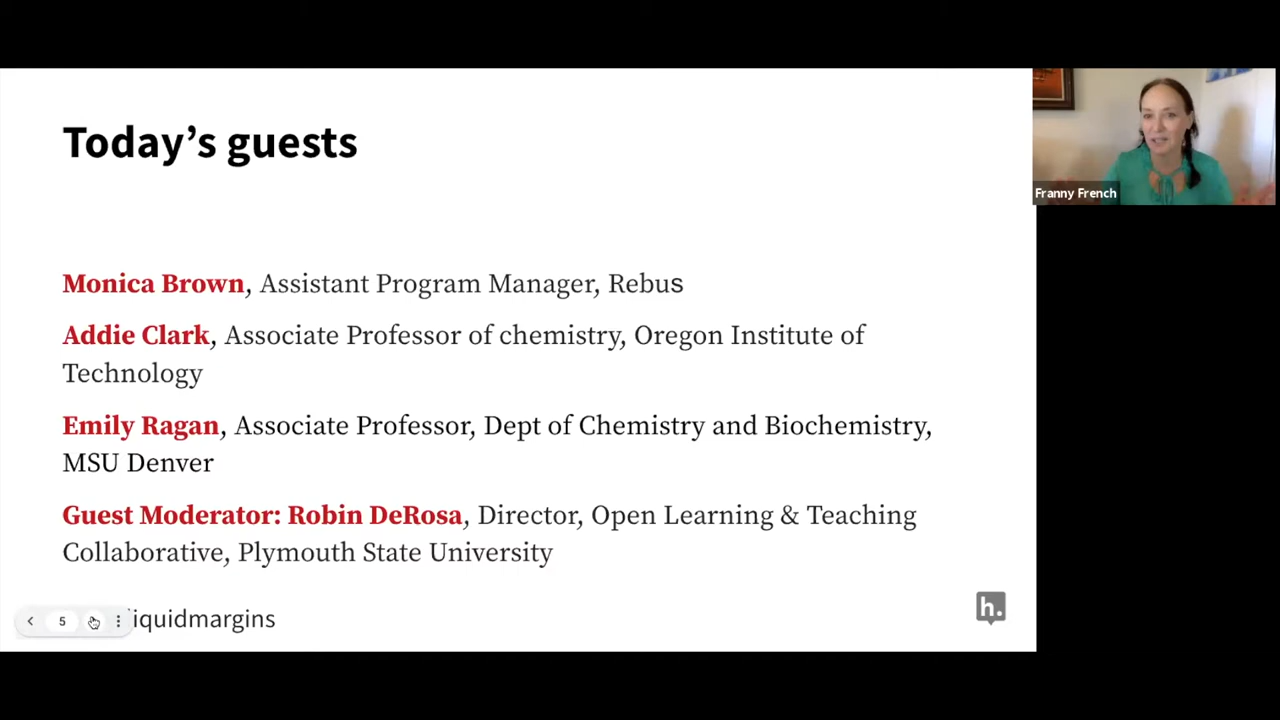 Today's guests
Franny French
Monica Brown, Assistant Program Manager, Rebus
Addie Clark, Associate Professor of chemistry, Oregon Institute of
Technology
Emily Ragan, Associate Professor, Dept of Chemistry and Biochemistry,
MSU Denver
Guest Moderator: Robin DeRosa, Director, Open Learning & Teaching
Collaborative, Plymouth State University
5
iquidmargins
h.